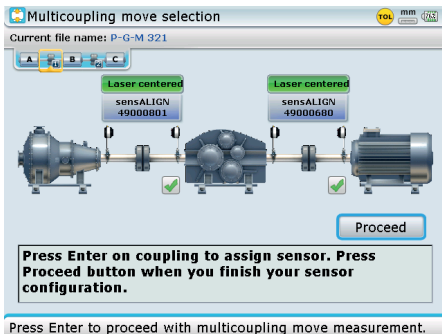 Multicoupling move selection
TOL mm 76%
Current file name: P-G-M 321
A B C
Laser centered Laser centered
sensALIGN 49000801
sensALIGN 49000680
Proceed
Press Enter on coupling to assign sensor. Press
Proceed button when you finish your sensor
configuration.
Press Enter to proceed with multicoupling move measurement.